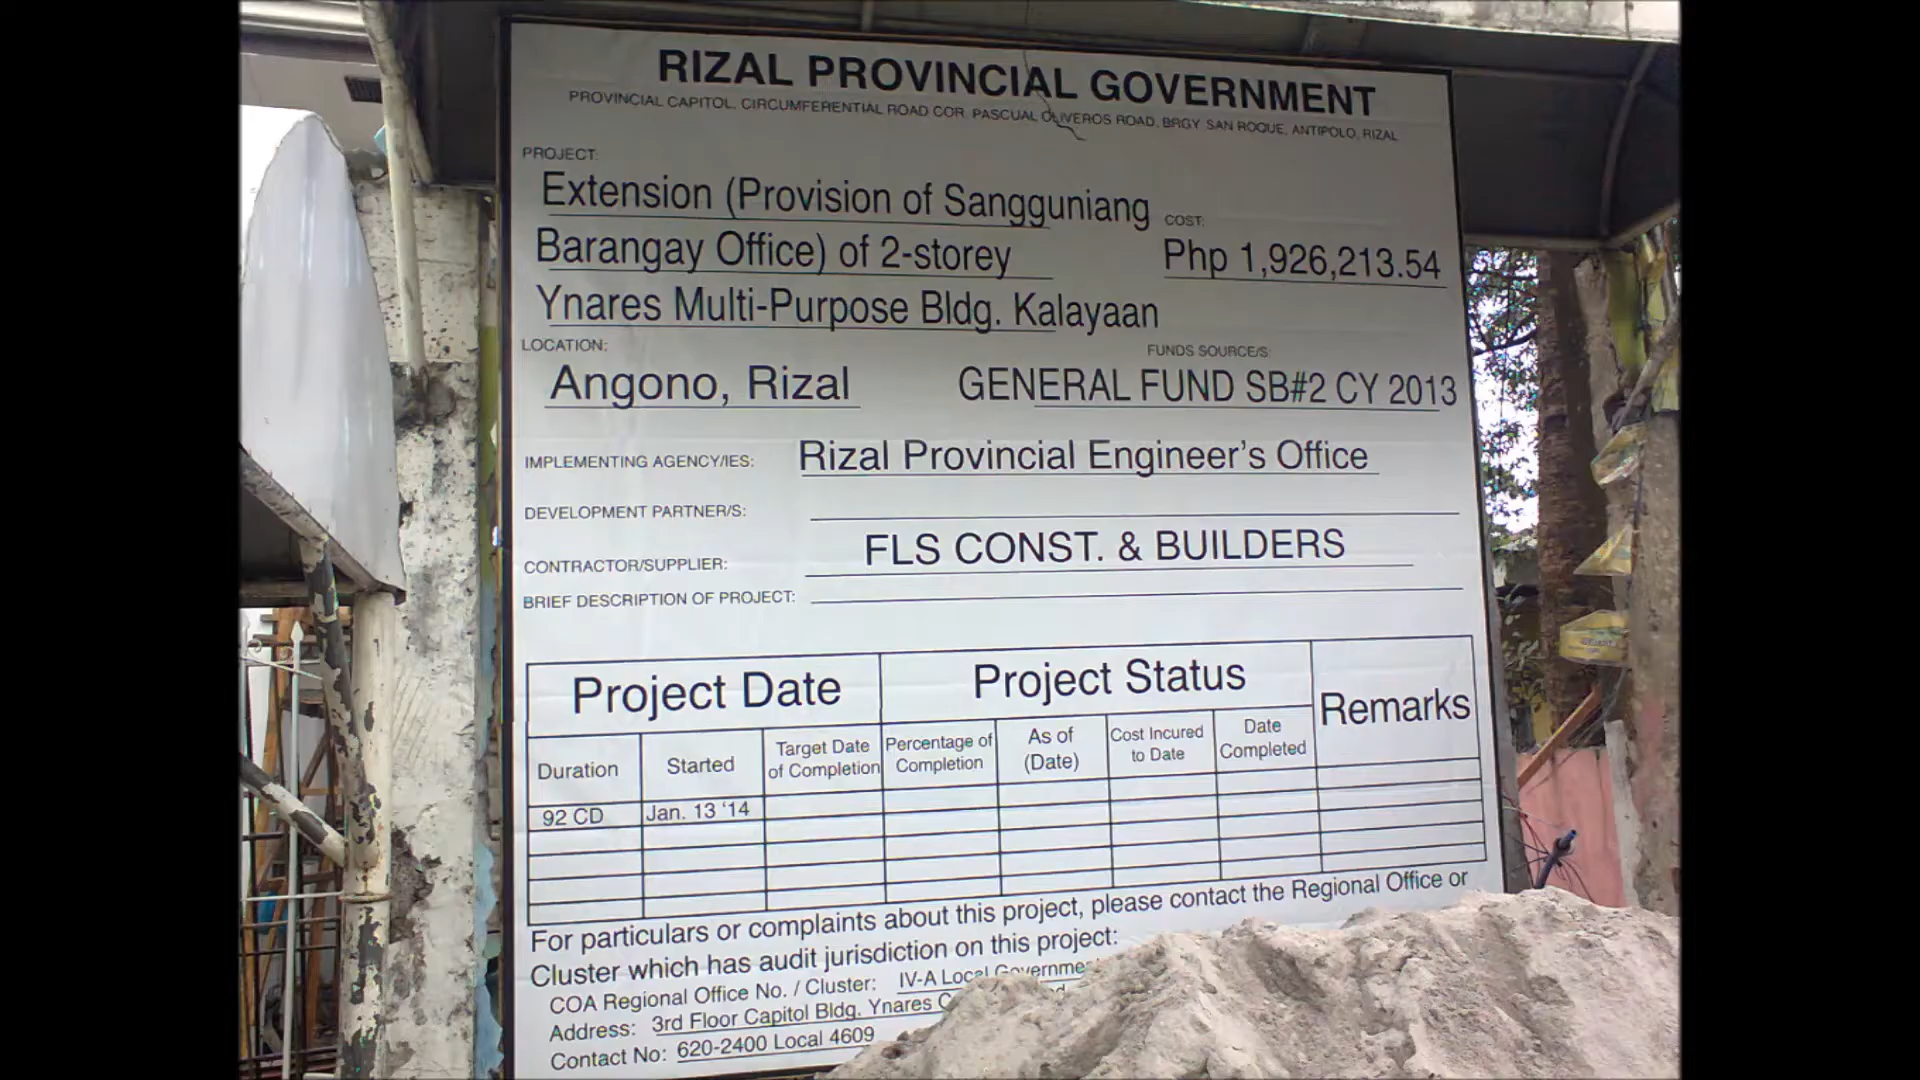 RIZAL PROVINCIAL GOVERNMENT
PROVINCIAL CAPITOL, CIRCUMFERENTIAL ROAD COR. PASCUAL OLIVEROS ROAD, BRGY. SAN ROQUE, ANTIPOLO, RIZAL
PROJECT:
Extension (Provision of Sangguniang
Barangay Office) of 2-storey
Ynares Multi-Purpose Bldg. Kalayaan
COST:
Php 1,926,213.54
LOCATION:
Angono, Rizal
FUNDS SOURCE/S:
GENERAL FUND SB#2 CY 2013
IMPLEMENTING AGENCY/IES: Rizal Provincial Engineer's Office
DEVELOPMENT PARTNER/S:
CONTRACTOR/SUPPLIER: FLS CONST. & BUILDERS
BRIEF DESCRIPTION OF PROJECT:
Project Date Project Status Remarks
Duration
Started
Target Date
of Completion
Percentage of
Completion
As of
(Date)
Cost Incured
to Date
Date
Completed
92 CD Jan. 13 '14
For particulars or complaints about this project, please contact the Regional Office or
Cluster which has audit jurisdiction on this project:
COA Regional Office No. / Cluster: IV-A Local
Address: 3rd Floor Capitol Bldg. Ynares
Contact No: 620-2400 Local 4609